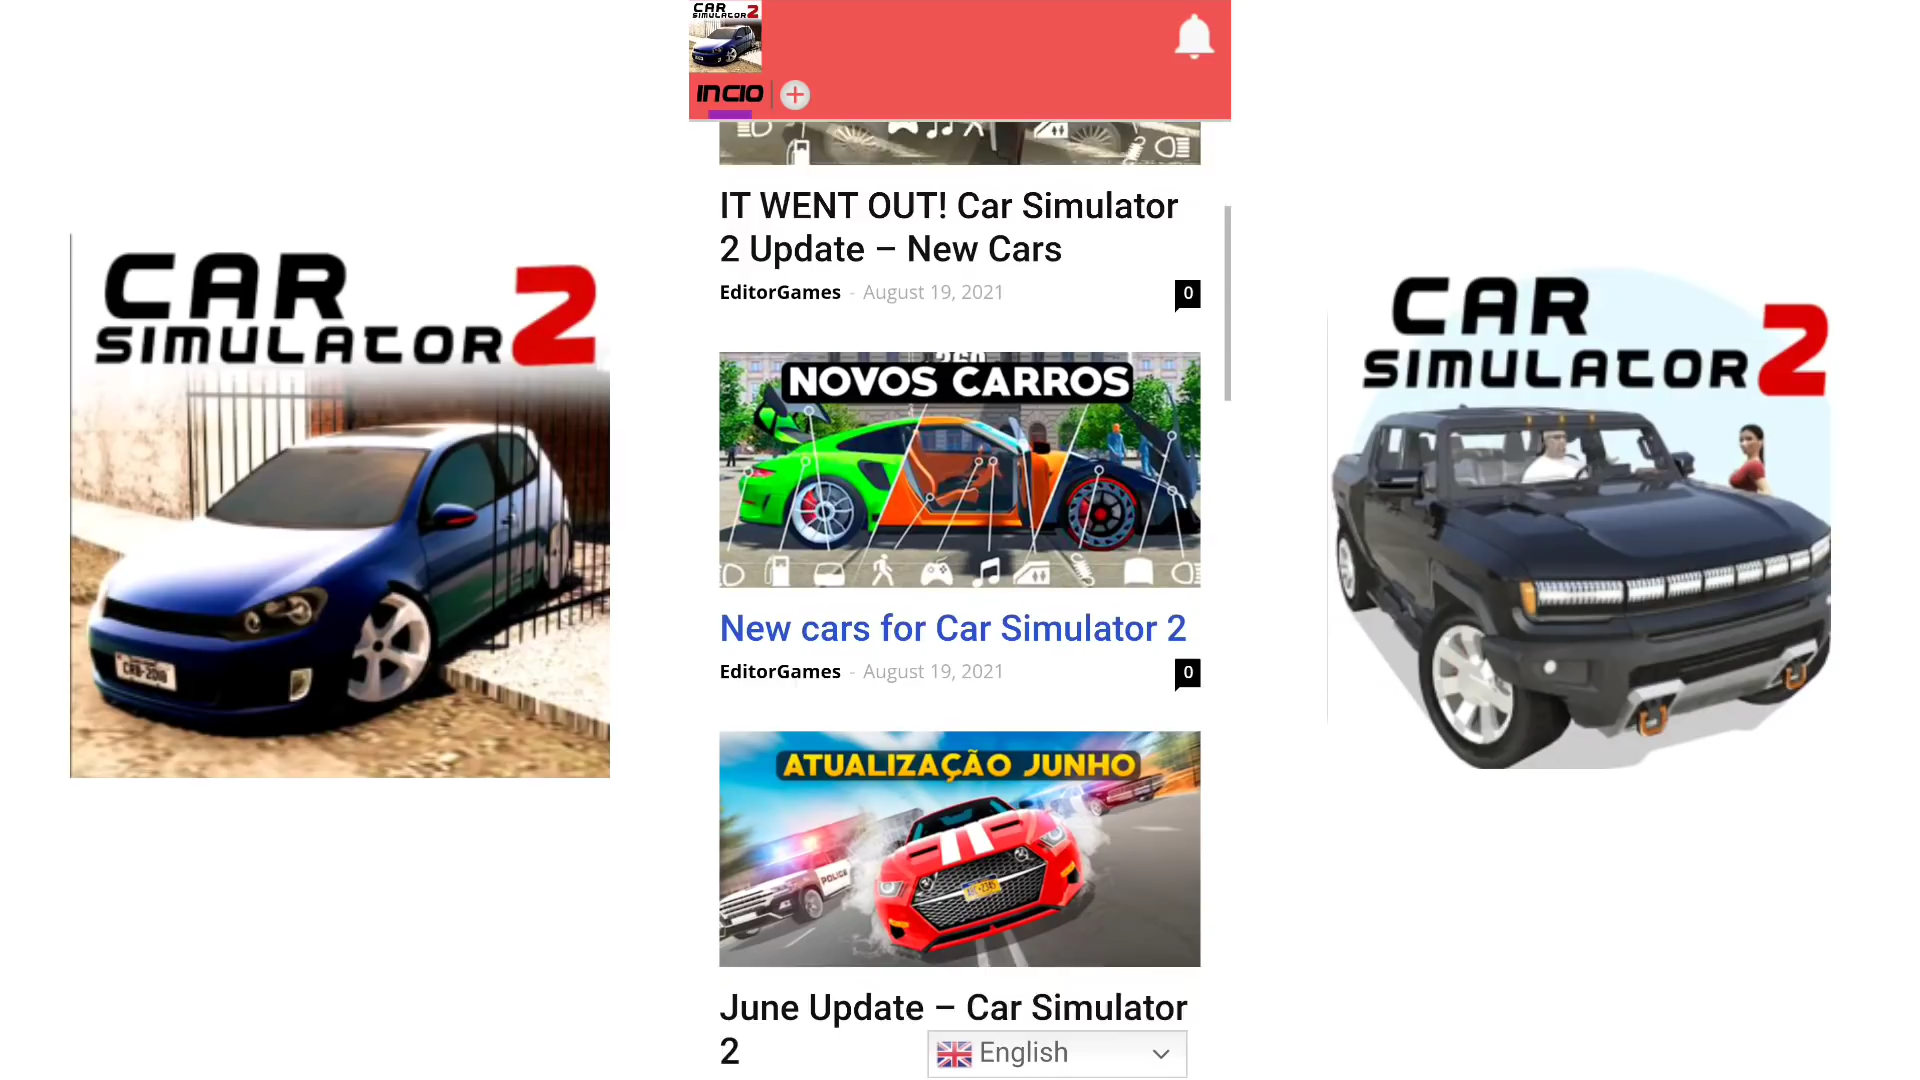 CAR
SIMULATOR 2
INCIO
IT WENT OUT! Car Simulator
2 Update – New Cars
EditorGames - August 19, 2021
0
NOVOS CARROS
New cars for Car Simulator 2
EditorGames - August 19, 2021
0
ATUALIZAÇÃO JUNHO
POLICE
June Update – Car Simulator
2
English
CAR
SIMULATOR 2
CAR
SIMULATOR 2